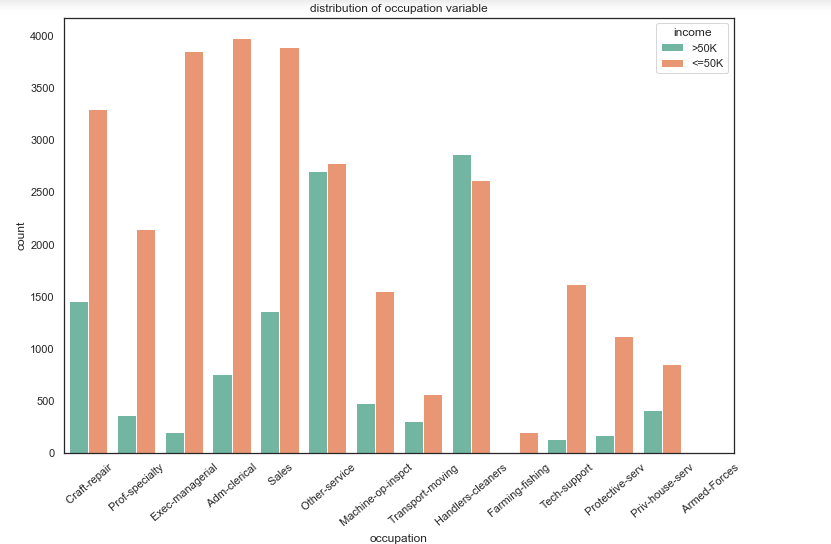 distribution of occupation variable
income
>50K
<=50K
4000
3500
3000
2500
2000
1500
1000
500
0
count
Craft-repair
Prof-specialty
Exec-managerial
Adm-clerical
Sales
Other-service
Machine-op-inspct
Transport-moving
Handlers-cleaners
Farming-fishing
Tech-support
Protective-serv
Priv-house-serv
Armed-Forces
occupation